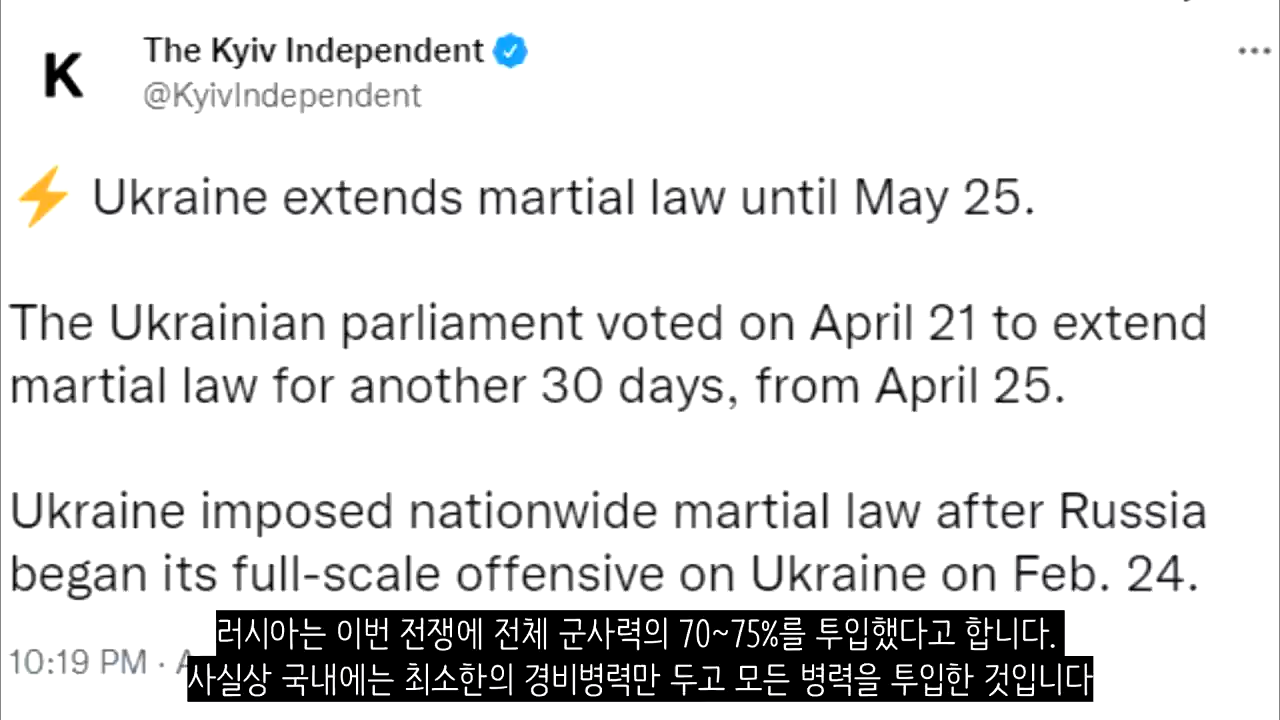 K
The Kyiv Independent
@KyivIndependent
⚡ Ukraine extends martial law until May 25.
The Ukrainian parliament voted on April 21 to extend
martial law for another 30 days, from April 25.
Ukraine imposed nationwide martial law after Russia
began its full-scale offensive on Ukraine on Feb. 24.
러시아는 이번 전쟁에 전체 군사력의 70~75%를 투입했다고 합니다.
10:19 PM ·
사실상 국내에는 최소한의 경비병력만 두고 모든 병력을 투입한 것입니다